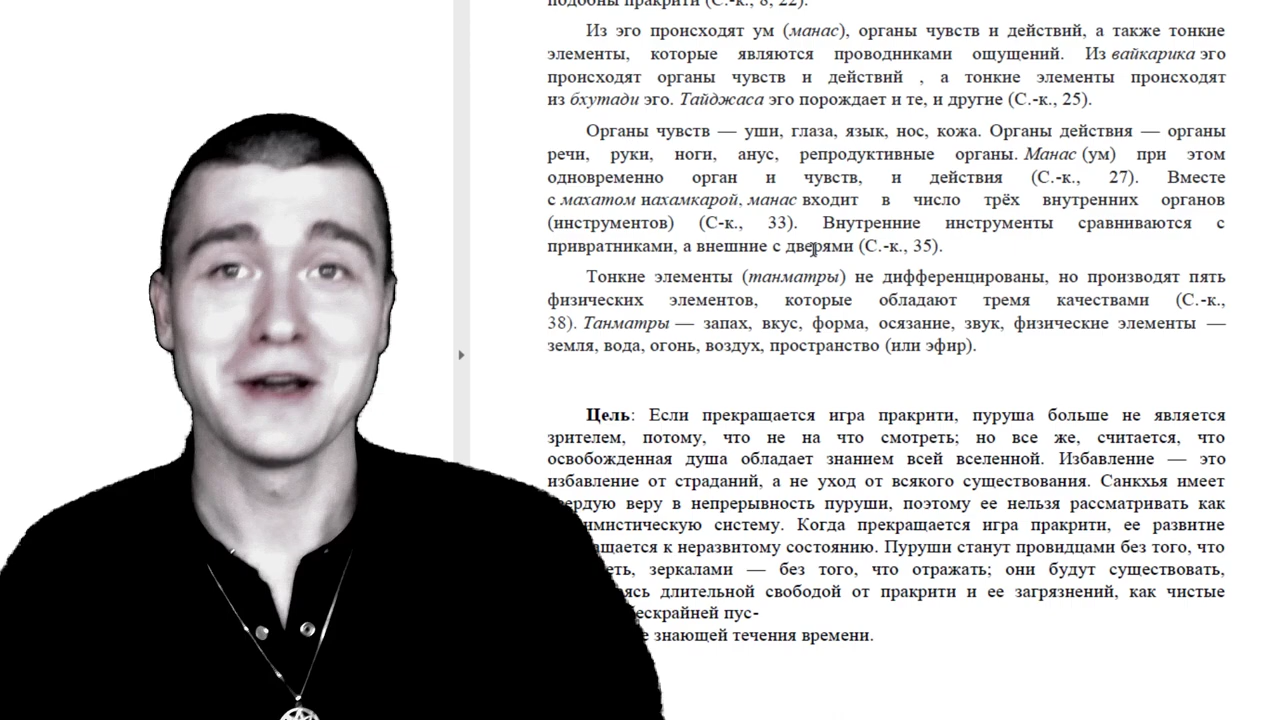 подобны пракрити (С.-к., 8, 22).
Из эго происходят ум (манас), органы чувств и действий, а также тонкие
элементы, которые являются проводниками ощущений. Из вайкарика эго
происходят органы чувств и действий , а тонкие элементы происходят
из бхутади эго. Тайджаса эго порождает и те, и другие (С.-к., 25).
Органы чувств — уши, глаза, язык, нос, кожа. Органы действия — органы
речи, руки, ноги, анус, репродуктивные органы. Манас (ум) при этом
одновременно орган и чувств, и действия (С.-к., 27). Вместе
с махатом иахамкарой, манас входит в число трёх внутренних органов
(инструментов) (С-к., 33). Внутренние инструменты сравниваются с
привратниками, а внешние с дверями (С.-к., 35).
Тонкие элементы (танматры) не дифференцированы, но производят пять
физических элементов, которые обладают тремя качествами (С.-к.,
38). Танматры — запах, вкус, форма, осязание, звук, физические элементы —
земля, вода, огонь, воздух, пространство (или эфир).
Цель: Если прекращается игра пракрити, пуруша больше не является
зрителем, потому, что не на что смотреть; но все же, считается, что
освобожденная душа обладает знанием всей вселенной. Избавление — это
избавление от страданий, а не уход от всякого существования. Санкхья имеет
вердую веру в непрерывность пуруши, поэтому ее нельзя рассматривать как
имистическую систему. Когда прекращается игра пракрити, ее развитие
ащается к неразвитому состоянию. Пуруши станут провидцами без того, что
еть, зеркалами — без того, что отражать; они будут существовать,
ясь длительной свободой от пракрити и ее загрязнений, как чистые
ескрайней пус-
е знающей течения времени.